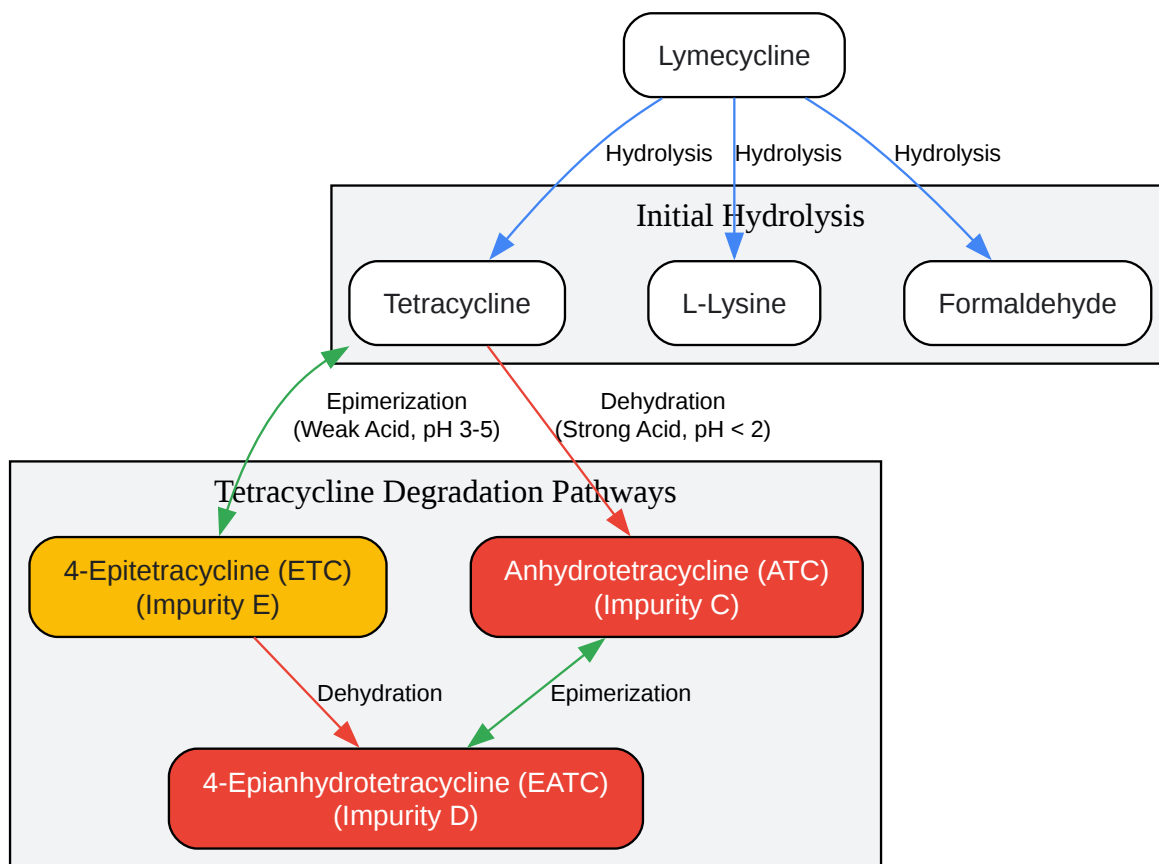 Lymecycline
Hydrolysis
Hydrolysis
Hydrolysis
Initial Hydrolysis
Tetracycline
L-Lysine
Formaldehyde
Epimerization
(Weak Acid, pH 3-5)
Dehydration
(Strong Acid, pH < 2)
Tetracycline Degradation Pathways
4-Epitetracycline (ETC)
(Impurity E)
Anhydrotetracycline (ATC)
(Impurity C)
Dehydration
Epimerization
4-Epianhydrotetracycline (EATC)
(Impurity D)